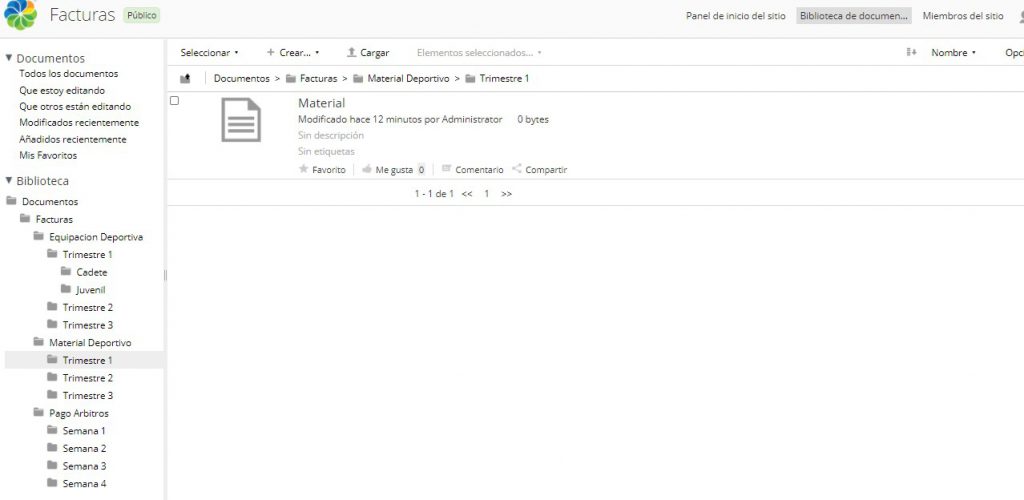 Facturas Público
Panel de inicio del sitio Biblioteca de documen... Miembros del sitio
Documentos
Todos los documentos
Que estoy editando
Que otros están editando
Modificados recientemente
Añadidos recientemente
Mis Favoritos
Biblioteca
Documentos
Facturas
Equipacion Deportiva
Trimestre 1
Cadete
Juvenil
Trimestre 2
Trimestre 3
Material Deportivo
Trimestre 1
Trimestre 2
Trimestre 3
Pago Arbitros
Semana 1
Semana 2
Semana 3
Semana 4
Seleccionar Crear... Cargar Elementos seleccionados... Nombre Opci
Documentos > Facturas > Material Deportivo > Trimestre 1
Material
Modificado hace 12 minutos por Administrator 0 bytes
Sin descripción
Sin etiquetas
Favorito Me gusta 0 Comentario Compartir
1 - 1 de 1 << 1 >>